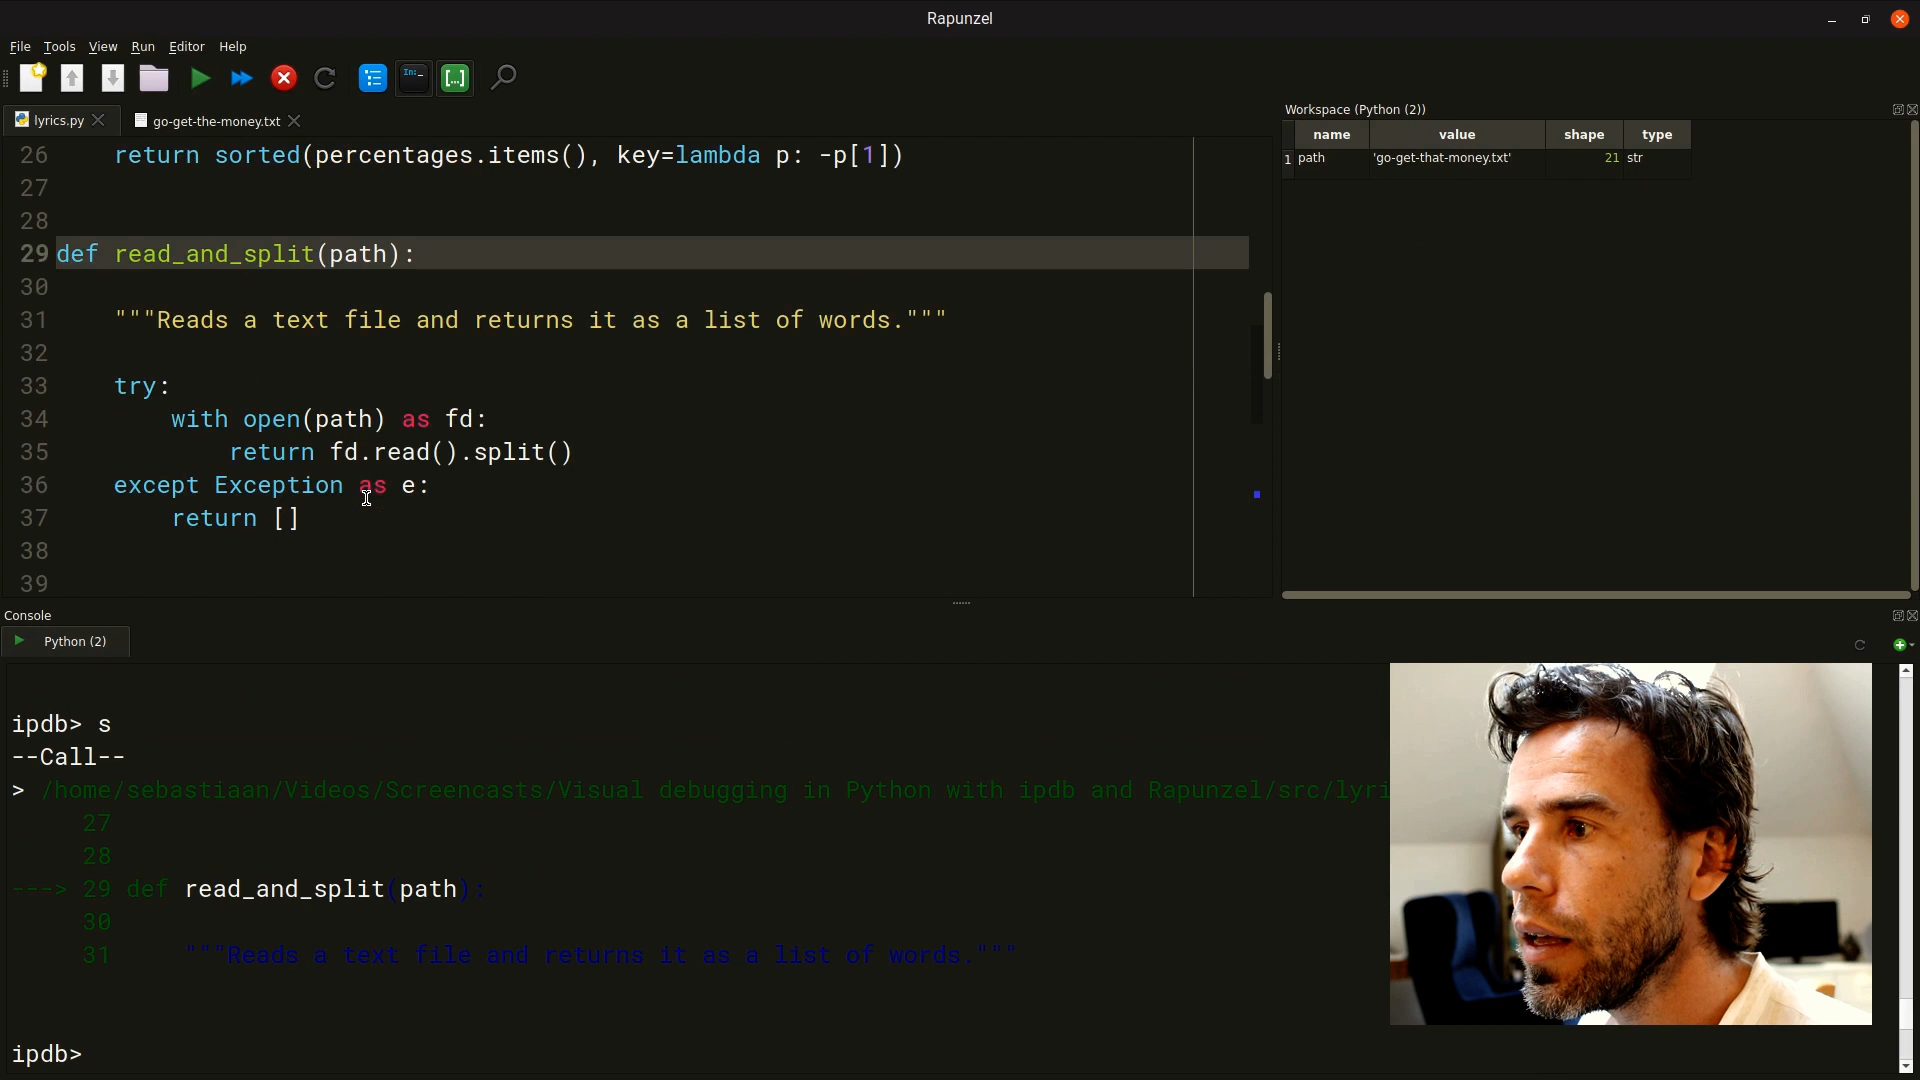 Rapunzel
File Tools View Run Editor Help
In:_
[...]
lyrics.py
go-get-the-money.txt
26 return sorted(percentages.items(), key=lambda p: -p[1])
27
28
29 def read_and_split(path):
30
31 """Reads a text file and returns it as a list of words."""
32
33 try:
34 with open(path) as fd:
35 return fd.read().split()
36 except Exception as e:
37 return []
38
39
Workspace (Python (2))
name value shape type
1 path 'go-get-that-money.txt' 21 str
Console
Python (2)
ipdb> s
--Call--
> /home/sebastiaan/Videos/Screencasts/Visual debugging in Python with ipdb and Rapunzel/src/lyri
27
28
---> 29 def read_and_split(path):
30
31 """Reads a text file and returns it as a list of words."""
ipdb>